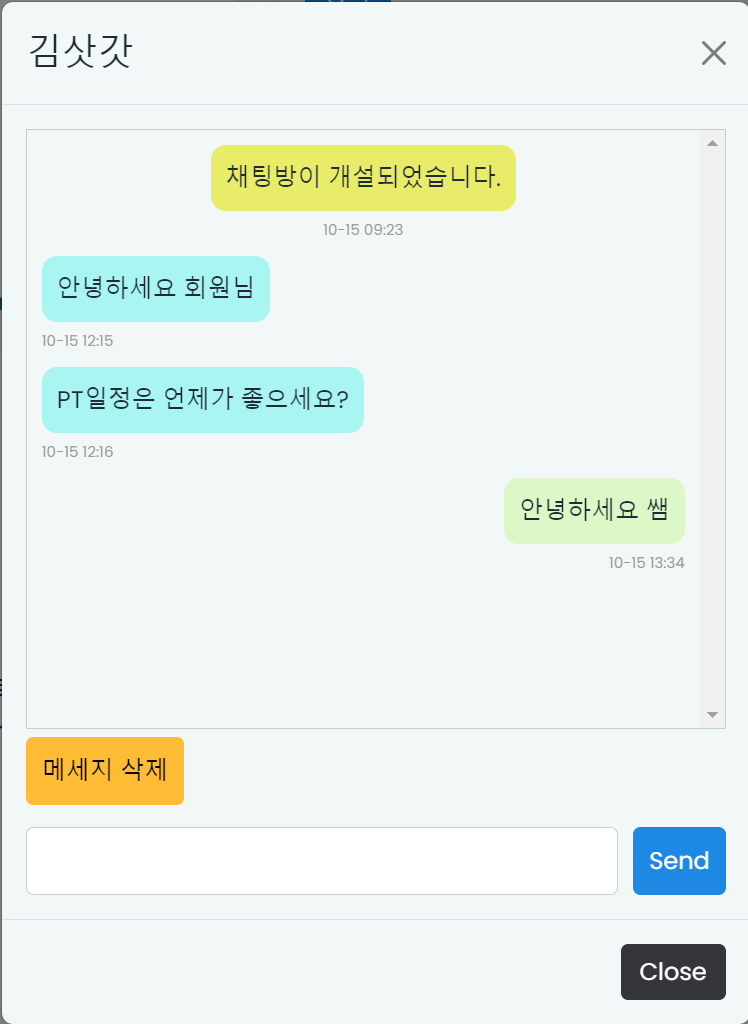 김삿갓
채팅방이 개설되었습니다.
10-15 09:23
안녕하세요 회원님
10-15 12:15
PT일정은 언제가 좋으세요?
10-15 12:16
안녕하세요 쌤
10-15 13:34
메세지 삭제
Send
Close